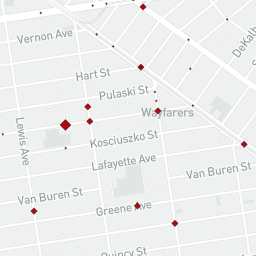 Vernon Ave
DeKalb
Hart St
Pulaski St
Wayfarers
Lewis Ave
Kosciuszko St
Lafayette Ave
Van Buren St
Van Buren St
Greene Ave
Quincy St